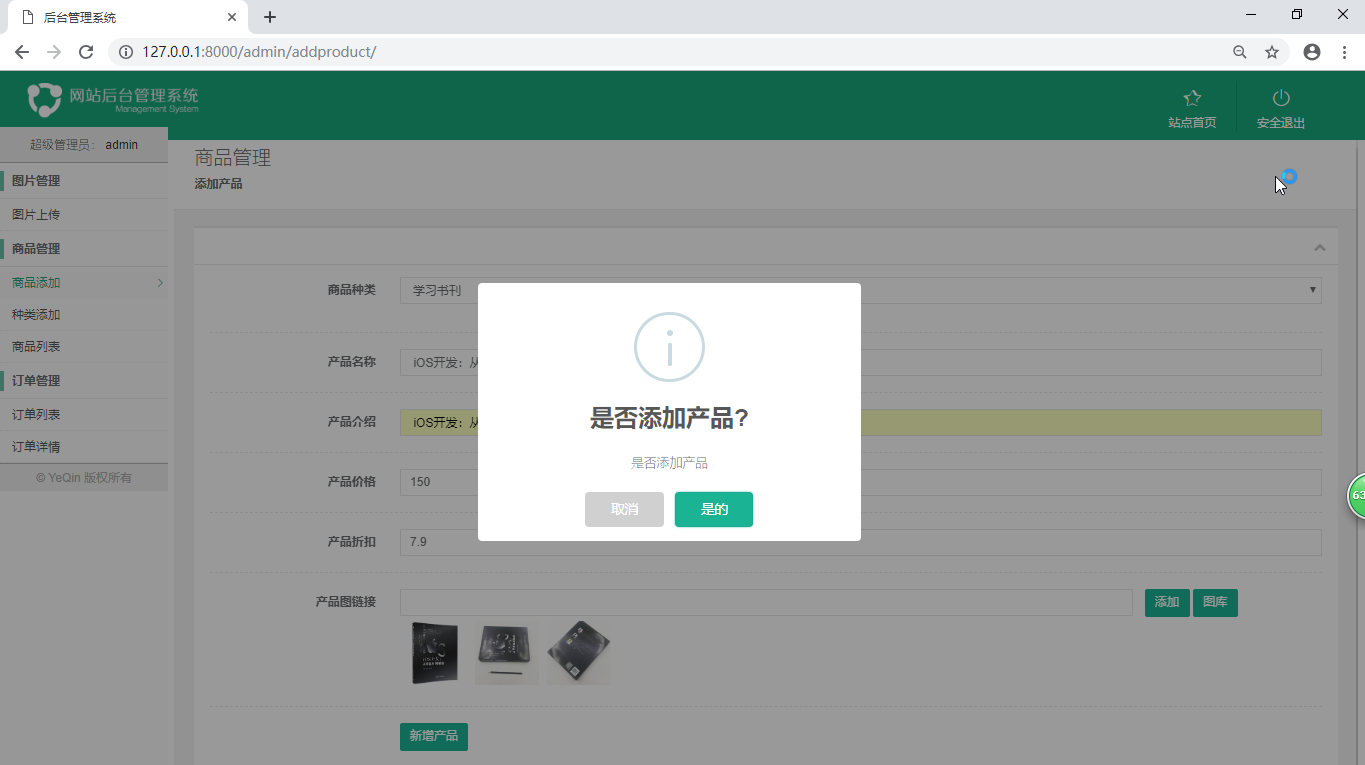 后台管理系统
127.0.0.1:8000/admin/addproduct/
网站后台管理系统
Management System
站点首页
安全退出
超级管理员： admin
图片管理
图片上传
商品管理
商品添加
种类添加
商品列表
订单管理
订单列表
订单详情
© YeQin 版权所有
商品管理
添加产品
商品种类 学习书刊
产品名称 iOS开发：从
产品介绍 iOS开发：从
产品价格 150
产品折扣 7.9
产品图链接
添加 图库
新增产品
是否添加产品?
是否添加产品
取消 是的
63